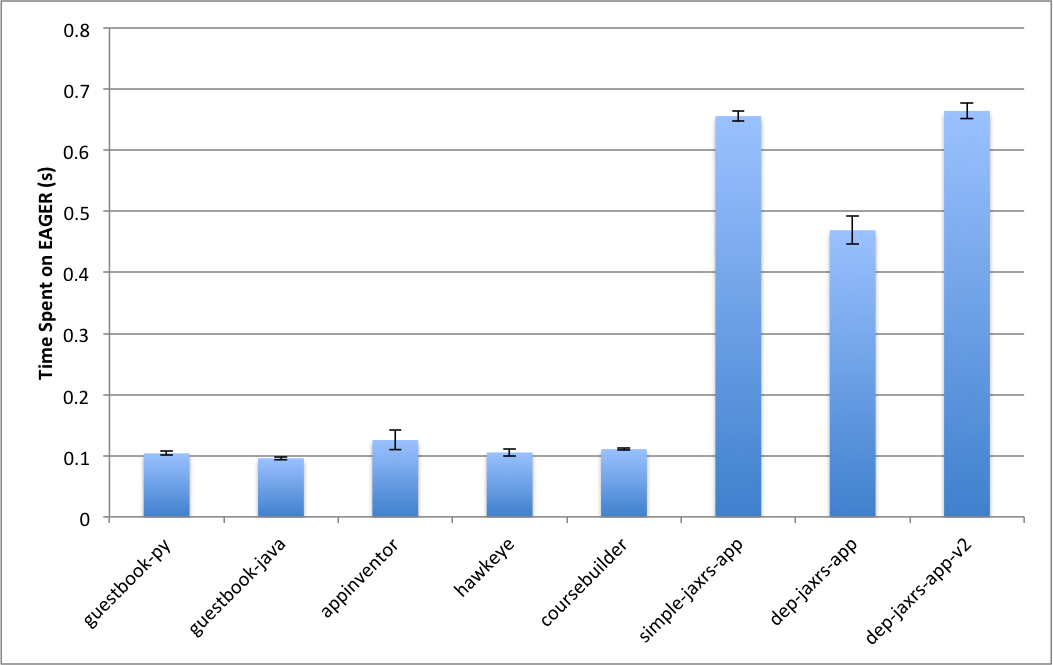 Time Spent on EAGER (s)
0.8
0.7
0.6
0.5
0.4
0.3
0.2
0.1
0
guestbook-py
guestbook-java
appinventor
hawkeye
coursebuilder
simple-jaxrs-app
dep-jaxrs-app
dep-jaxrs-app-v2